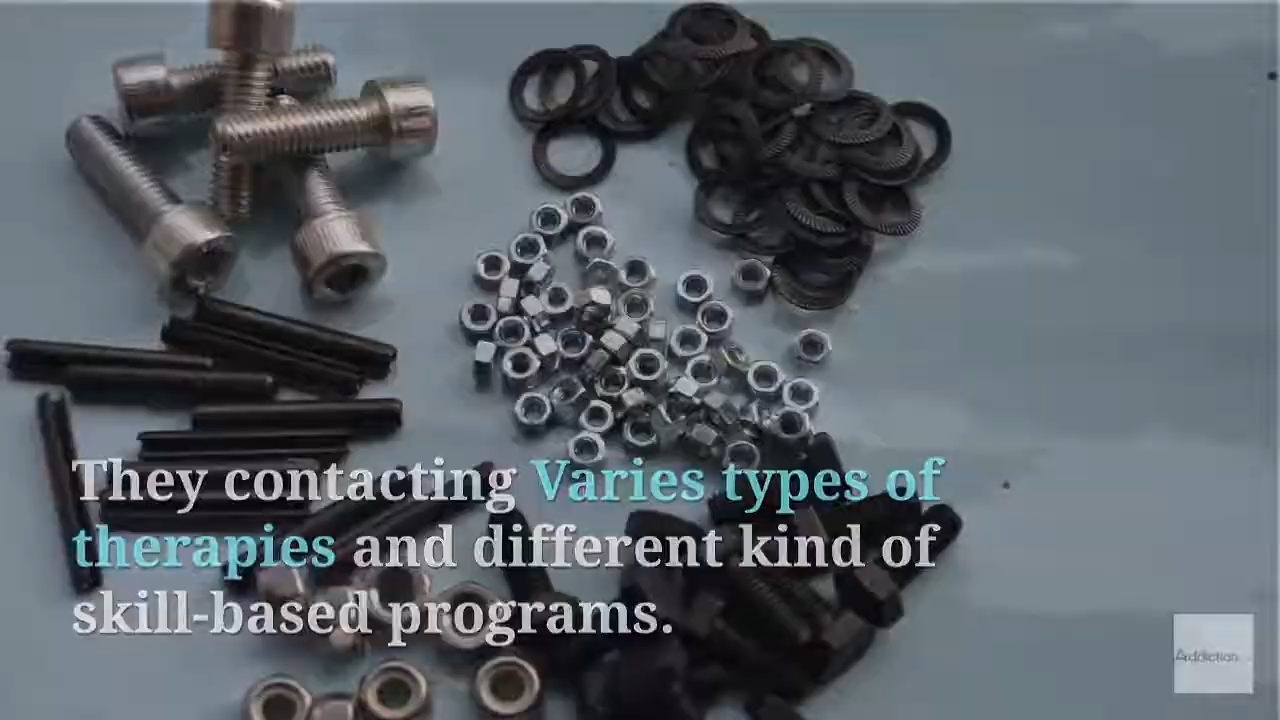 They contacting Varies types of
therapies and different kind of
skill-based programs.
Addiction